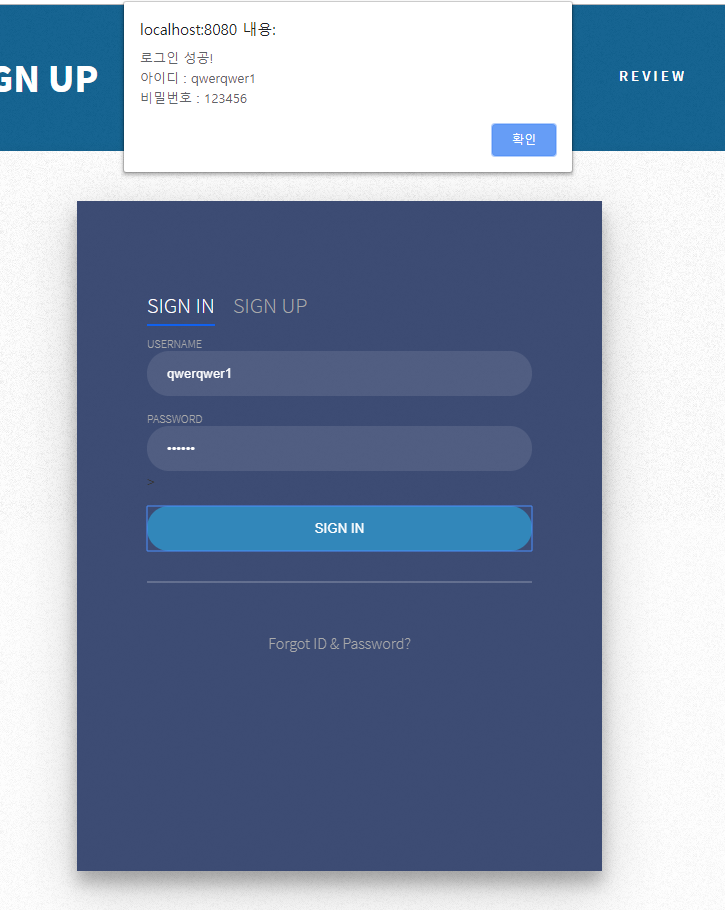 localhost:8080 내용:
로그인 성공!
아이디 : qwerqwer1
비밀번호 : 123456
확인
GN UP
REVIEW
SIGN IN SIGN UP
USERNAME
qwerqwer1
PASSWORD
••••••
>
SIGN IN
Forgot ID & Password?